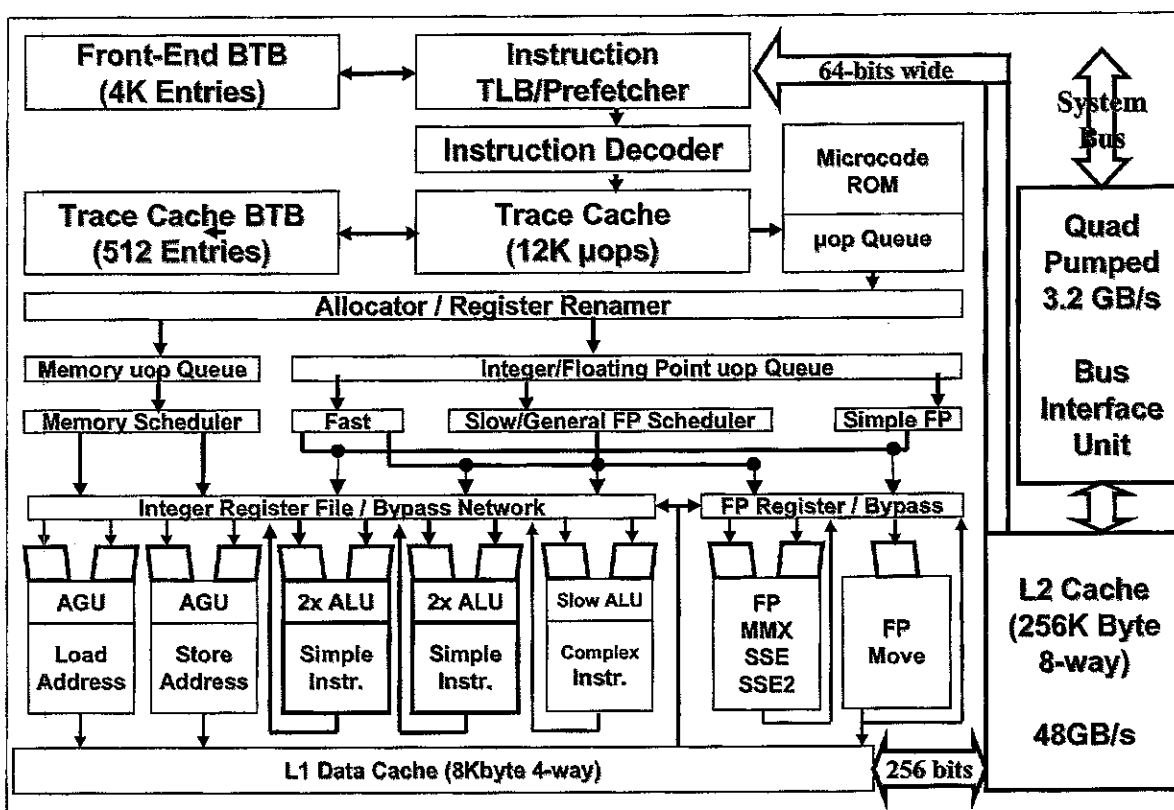 Front-End BTB
(4K Entries)
Instruction
TLB/Prefetcher
64-bits wide
System
Bus
Instruction Decoder
Microcode
ROM
µop Queue
Trace Cache BTB
(512 Entries)
Trace Cache
(12K µops)
Quad
Pumped
3.2 GB/s
Bus
Interface
Unit
Allocator / Register Renamer
Memory uop Queue
Integer/Floating Point uop Queue
Memory Scheduler
Fast
Slow/General FP Scheduler
Simple FP
Integer Register File / Bypass Network
FP Register / Bypass
AGU
Load
Address
AGU
Store
Address
2x ALU
Simple
Instr.
2x ALU
Simple
Instr.
Slow ALU
Complex
Instr.
FP
MMX
SSE
SSE2
FP
Move
L2 Cache
(256K Byte
8-way)
48GB/s
L1 Data Cache (8Kbyte 4-way)
256 bits